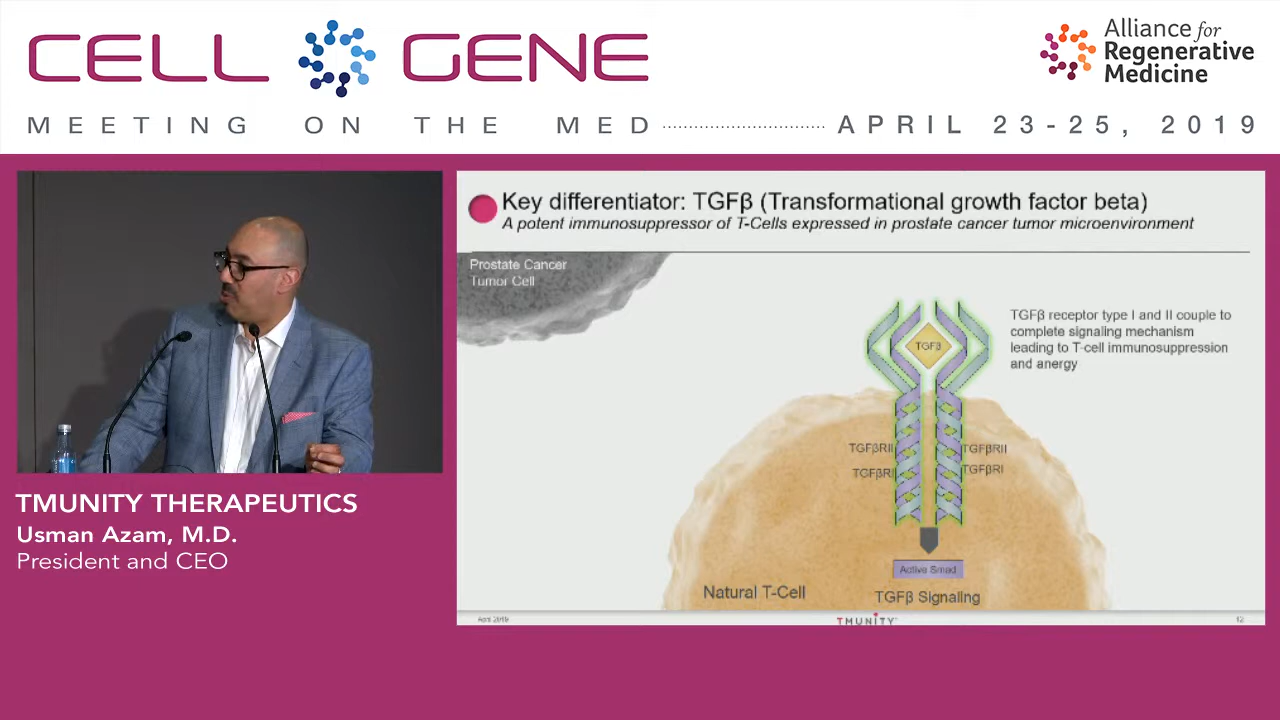 CELL GENE
Alliance for
Regenerative
Medicine
MEETING ON THE MED
APRIL 23-25, 2019
Key differentiator: TGFβ (Transformational growth factor beta)
A potent immunosuppressor of T-Cells expressed in prostate cancer tumor microenvironment
Prostate Cancer
Tumor Cell
TGFβ
TGFβ receptor type I and II couple to
complete signaling mechanism
leading to T-cell immunosuppression
and anergy
TGFβRII
TGFβRII
TGFβRI
TGFβRI
Active Smad
Natural T-Cell
TGFβ Signaling
April 2019
TMUNITY
12
TMUNITY THERAPEUTICS
Usman Azam, M.D.
President and CEO